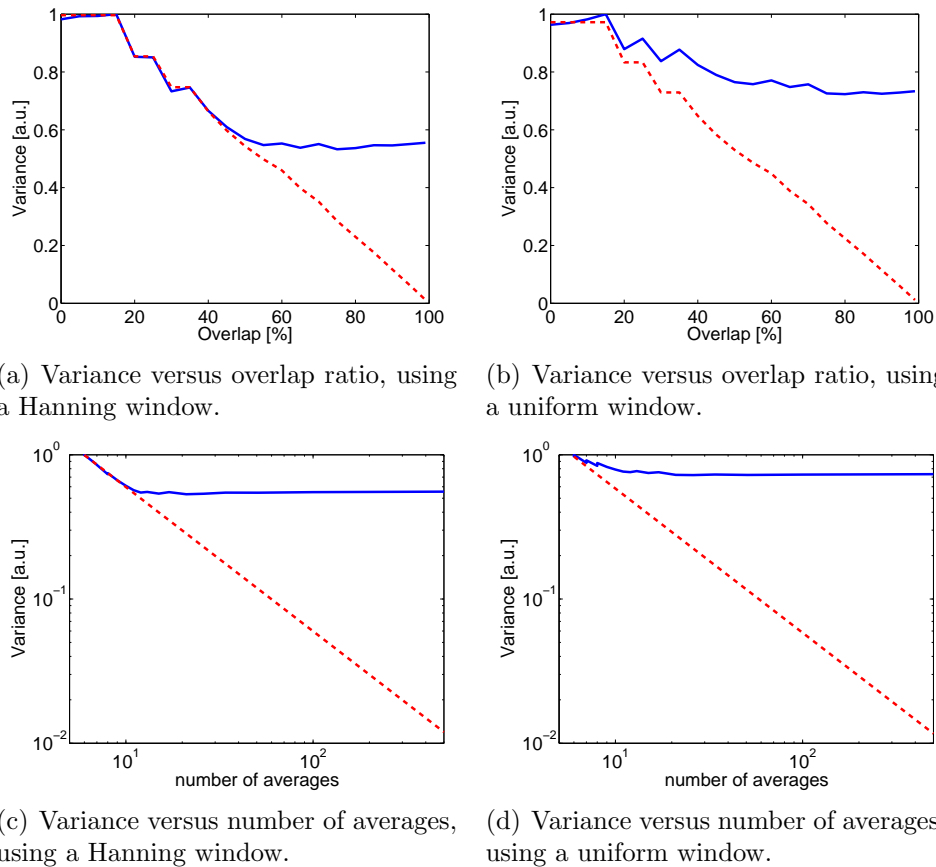 1
0.8
0.6
0.4
0.2
0
Variance [a.u.]
0 20 40 60 80 100
Overlap [%]
1
0.8
0.6
0.4
0.2
0
Variance [a.u.]
0 20 40 60 80 100
Overlap [%]
(a) Variance versus overlap ratio, using
a Hanning window.
(b) Variance versus overlap ratio, using
a uniform window.
10^0
10^-1
10^-2
Variance [a.u.]
10^1 10^2
number of averages
10^0
10^-1
10^-2
Variance [a.u.]
10^1 10^2
number of averages
(c) Variance versus number of averages,
using a Hanning window.
(d) Variance versus number of averages
using a uniform window.